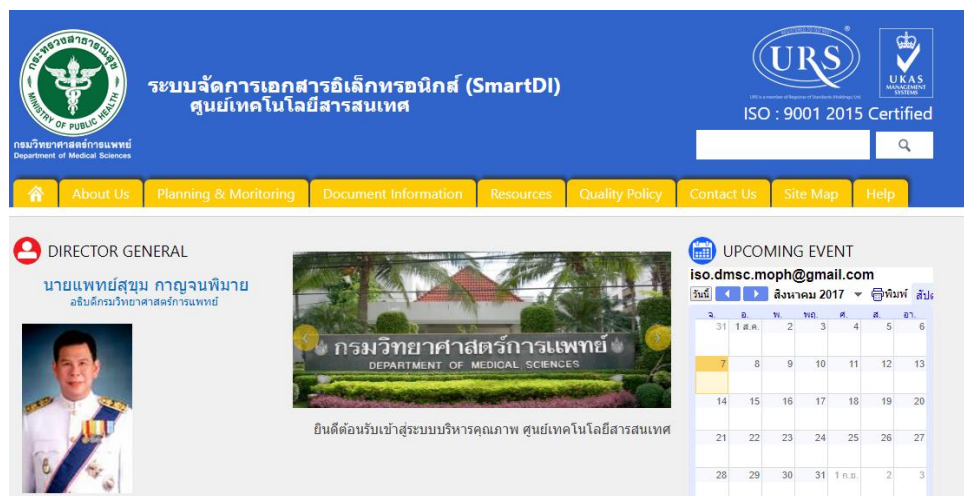 กระทรวงสาธารณสุข
MINISTRY OF PUBLIC HEALTH
กรมวิทยาศาสตร์การแพทย์
Department of Medical Sciences
ระบบจัดการเอกสารอิเล็กทรอนิกส์ (SmartDI)
ศูนย์เทคโนโลยีสารสนเทศ
URS
UKAS
MANAGEMENT
SYSTEMS
ISO : 9001 2015 Certified
About Us Planning & Moritoring Document Information Resources Quality Policy Contact Us Site Map Help
DIRECTOR GENERAL
นายแพทย์สุขุม กาญจนพิมาย
อธิบดีกรมวิทยาศาสตร์การแพทย์
กรมวิทยาศาสตร์การแพทย์
DEPARTMENT OF MEDICAL SCIENCES
ยินดีต้อนรับเข้าสู่ระบบบริหารคุณภาพ ศูนย์เทคโนโลยีสารสนเทศ
UPCOMING EVENT
iso.dmsc.moph@gmail.com
วันนี้ สิงหาคม 2017 พิมพ์ สัปด
จ. อ. พ. พฤ. ศ. ส. อา.
31 1 ส.ค. 2 3 4 5 6
7 8 9 10 11 12 13
14 15 16 17 18 19 20
21 22 23 24 25 26 27
28 29 30 31 1 ก.ย. 2 3